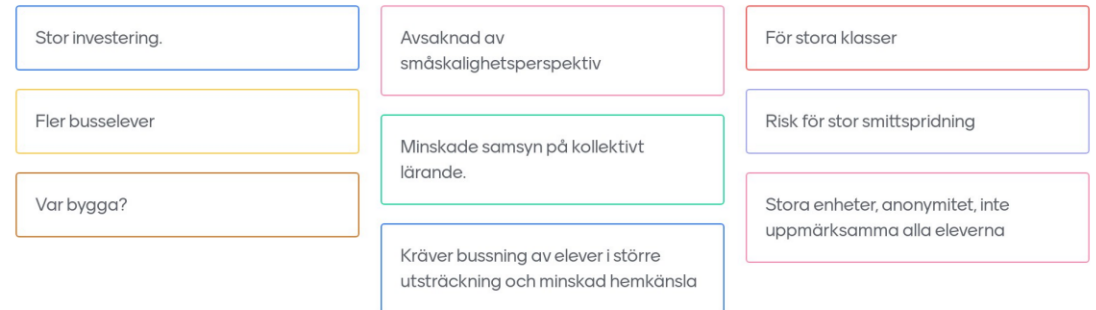 Stor investering.
Fler busselever
Var bygga?
Avsaknad av
småskalighetsperspektiv
Minskade samsyn på kollektivt
lärande.
Kräver bussning av elever i större
utsträckning och minskad hemkänsla
För stora klasser
Risk för stor smittspridning
Stora enheter, anonymitet, inte
uppmärksamma alla eleverna